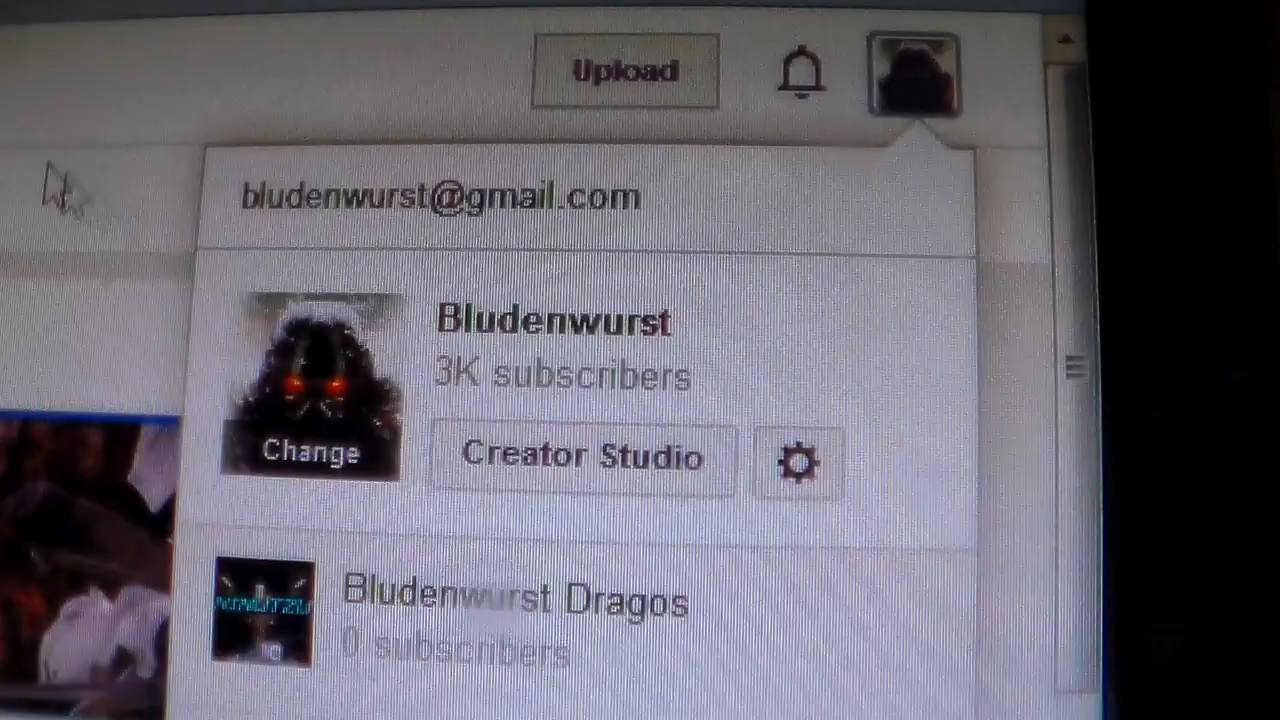 Upload
bludenwurst@gmail.com
Bludenwurst
3K subscribers
Change
Creator Studio
Bludenwurst Dragos
0 subscribers